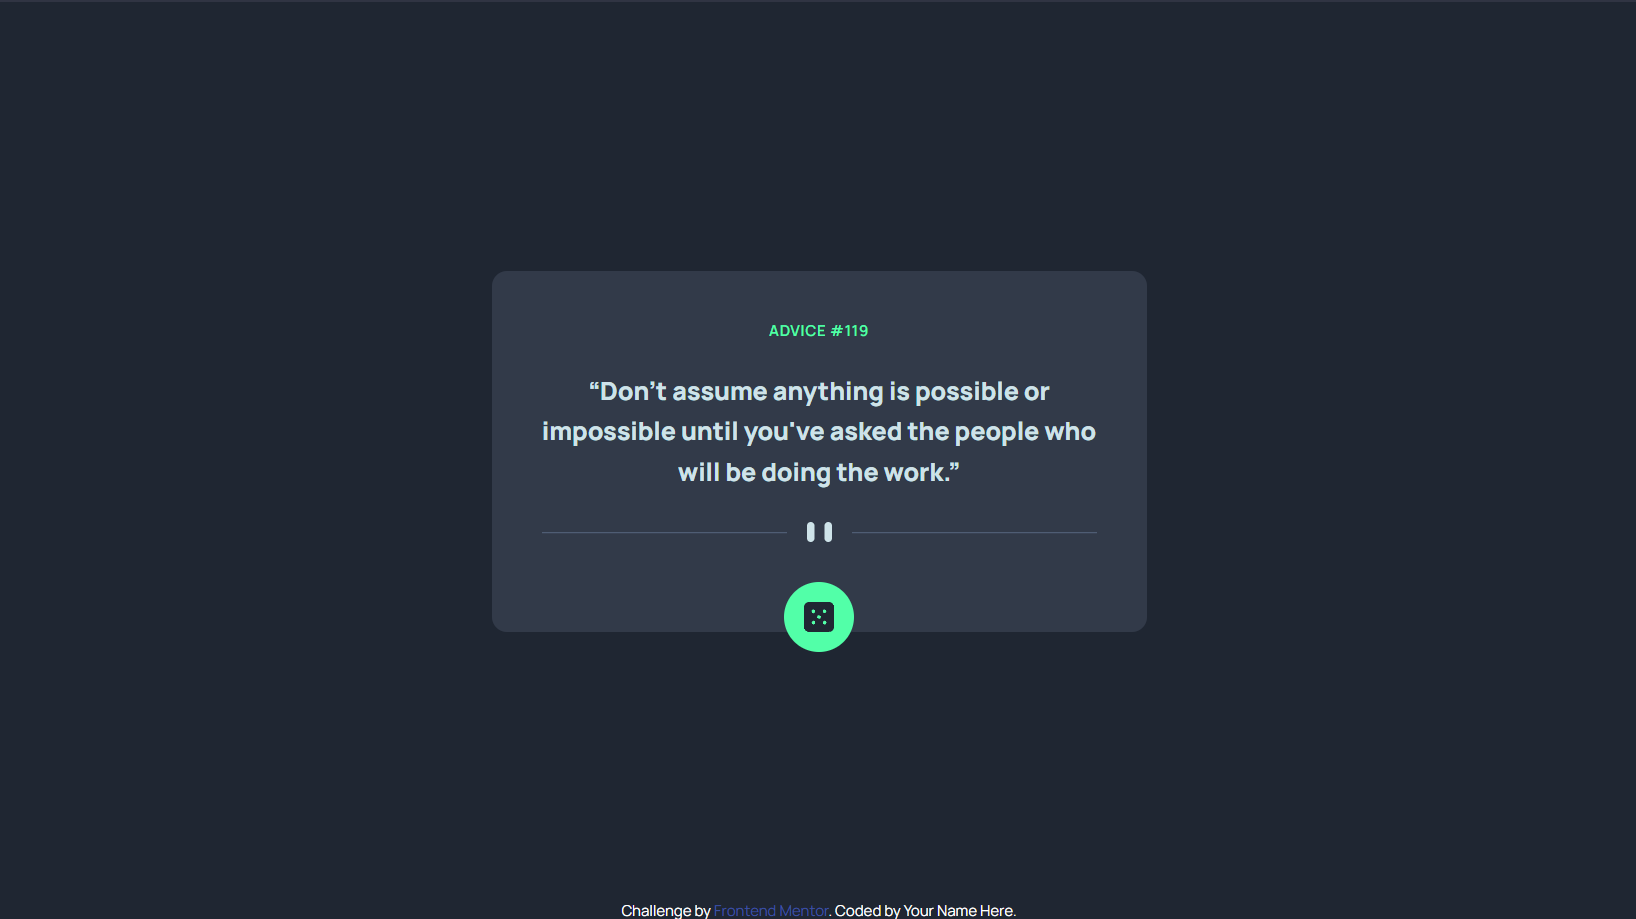 ADVICE #119
“Don’t assume anything is possible or
impossible until you've asked the people who
will be doing the work.”
Challenge by Frontend Mentor. Coded by Your Name Here.